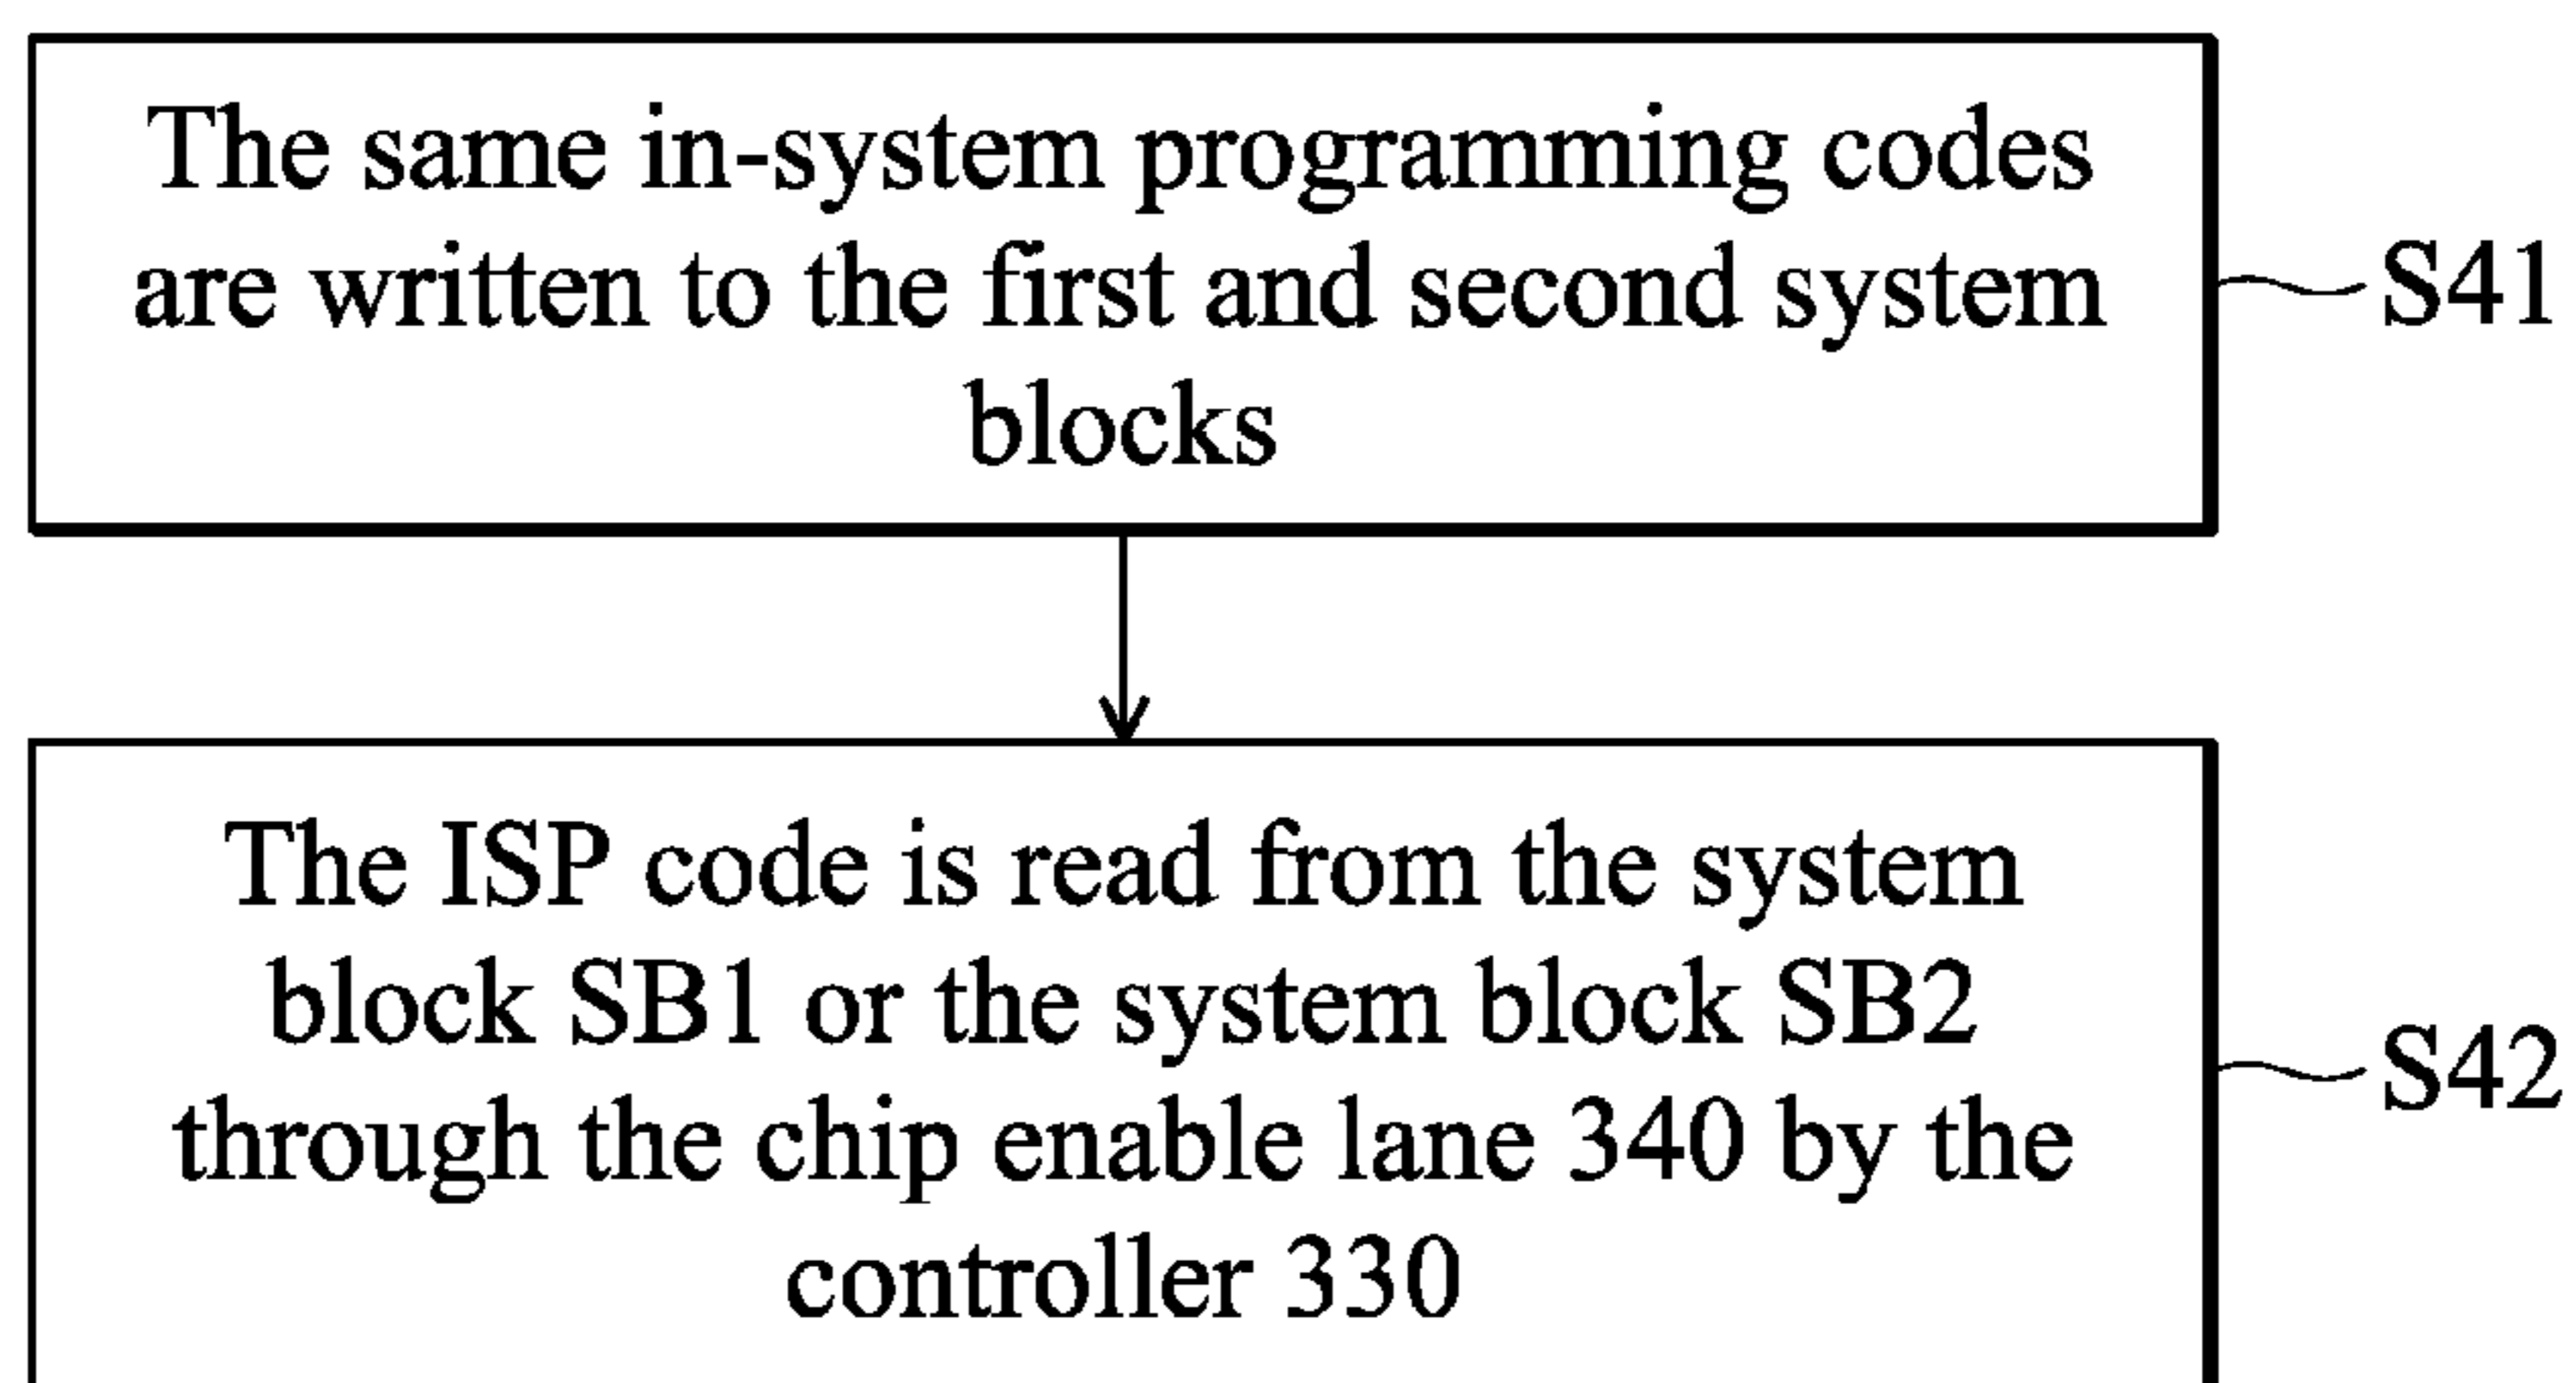 The same in-system programming codes
are written to the first and second system
blocks
S41
The ISP code is read from the system
block SB1 or the system block SB2
through the chip enable lane 340 by the
controller 330
S42